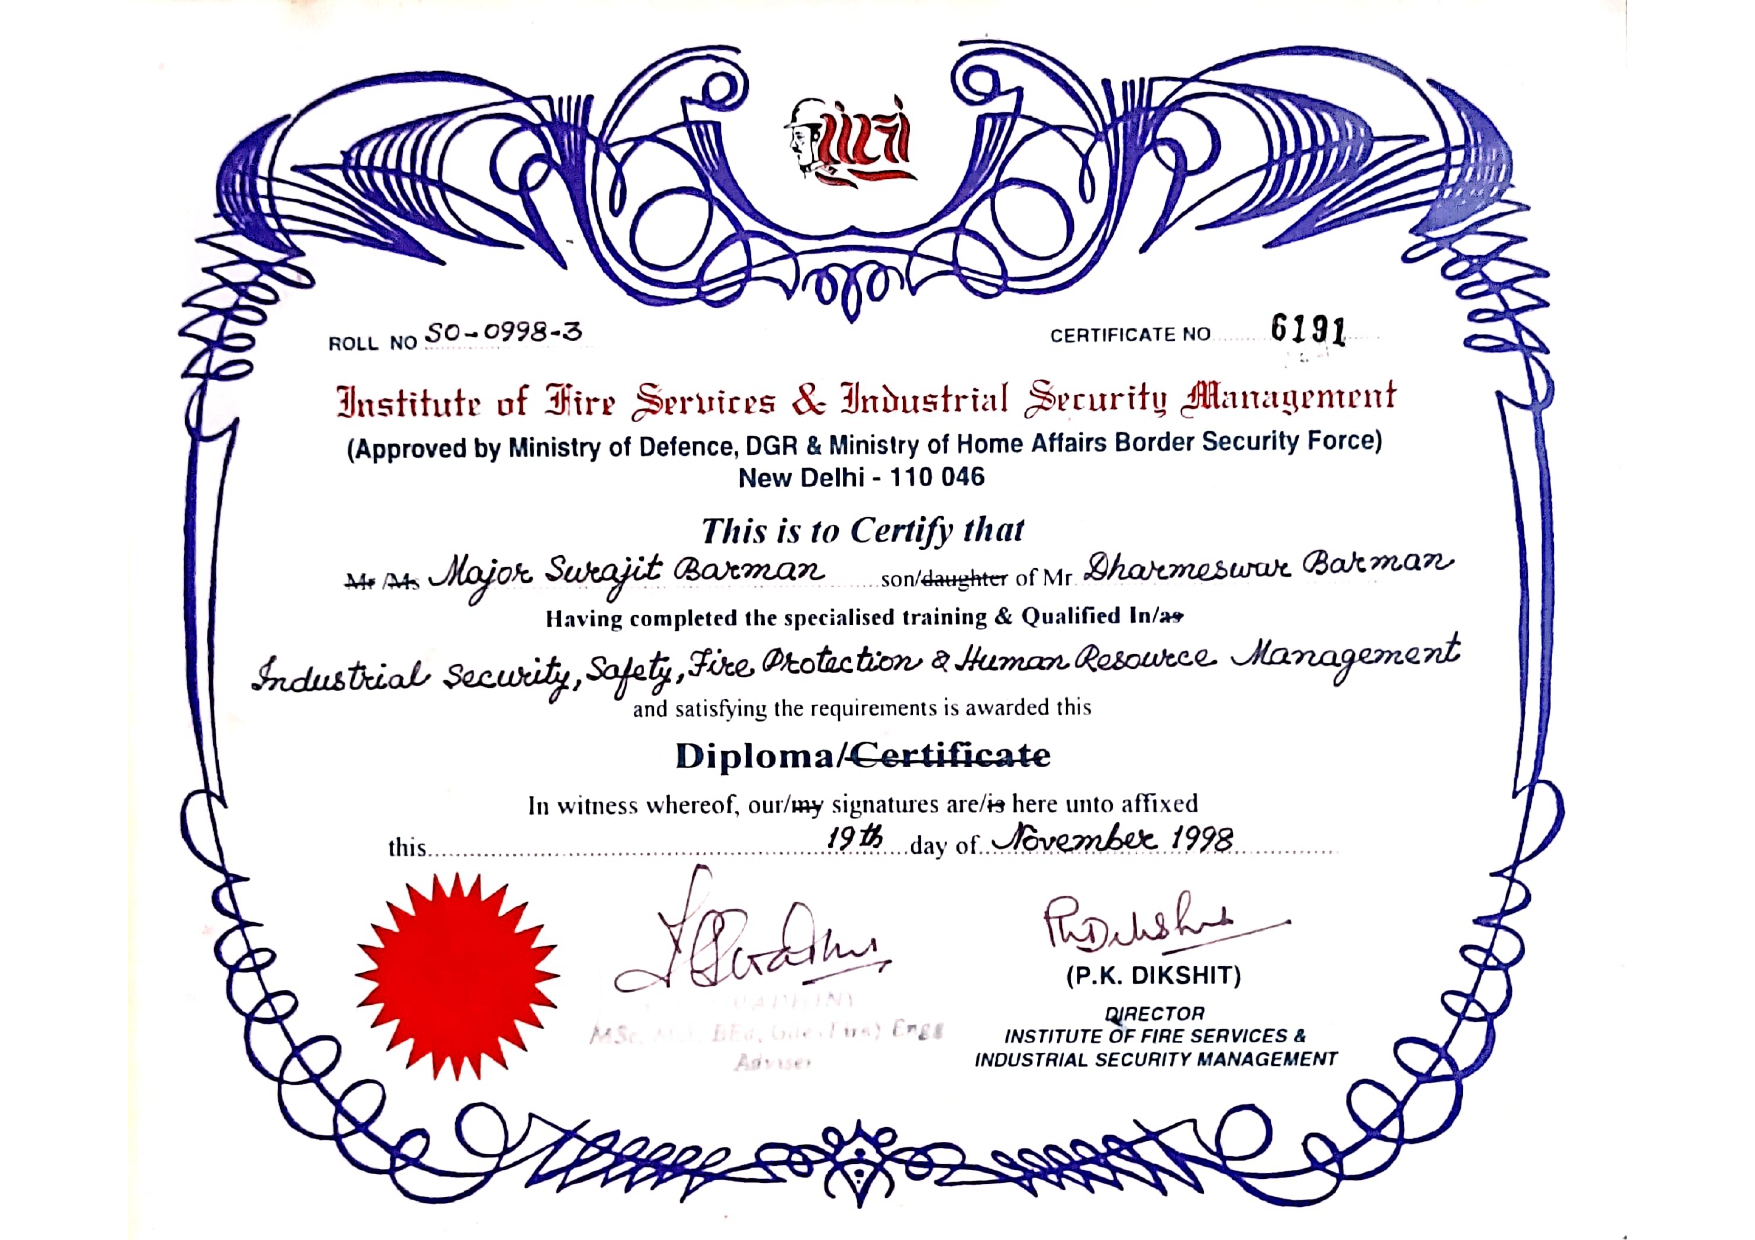 ROLL NO SO-0998-3
CERTIFICATE NO 6191
Institute of Fire Services & Industrial Security Management
(Approved by Ministry of Defence, DGR & Ministry of Home Affairs Border Security Force)
New Delhi - 110 046
This is to Certify that
Mr /Ms Major Surajit Barman son/daughter of Mr Dharmeswar Barman
Having completed the specialised training & Qualified In/as
Industrial Security, Safety, Fire Protection & Human Resource Management
and satisfying the requirements is awarded this
Diploma/Certificate
In witness whereof, our/my signatures are/is here unto affixed
this 19th day of November 1998
MSc, BEd, Engg
Adviser
PKDikshit
(P.K. DIKSHIT)
DIRECTOR
INSTITUTE OF FIRE SERVICES &
INDUSTRIAL SECURITY MANAGEMENT